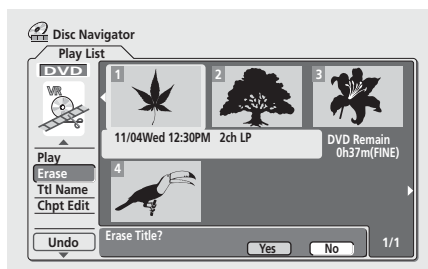 Disc Navigator
Play List
DVD
VR
1
2
3
11/04Wed 12:30PM 2ch LP
DVD Remain
0h37m(FINE)
4
Play
Erase
Ttl Name
Chpt Edit
Undo
Erase Title?
Yes No 1/1